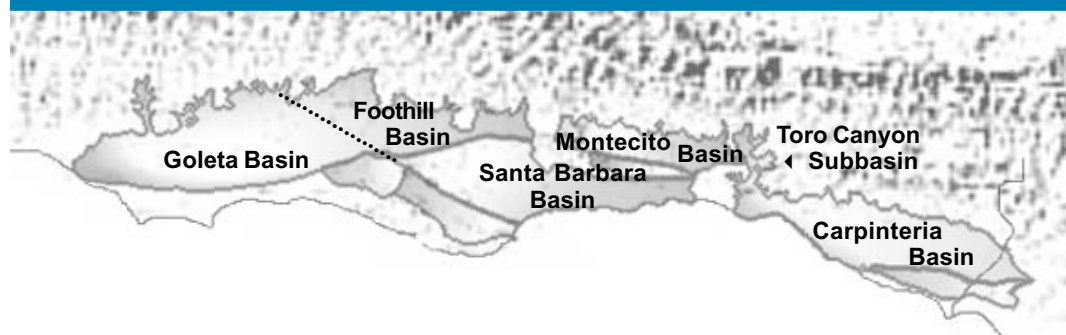 Foothill
Basin
Goleta Basin
Montecito
Basin
Santa Barbara
Basin
Toro Canyon
Subbasin
Carpinteria
Basin